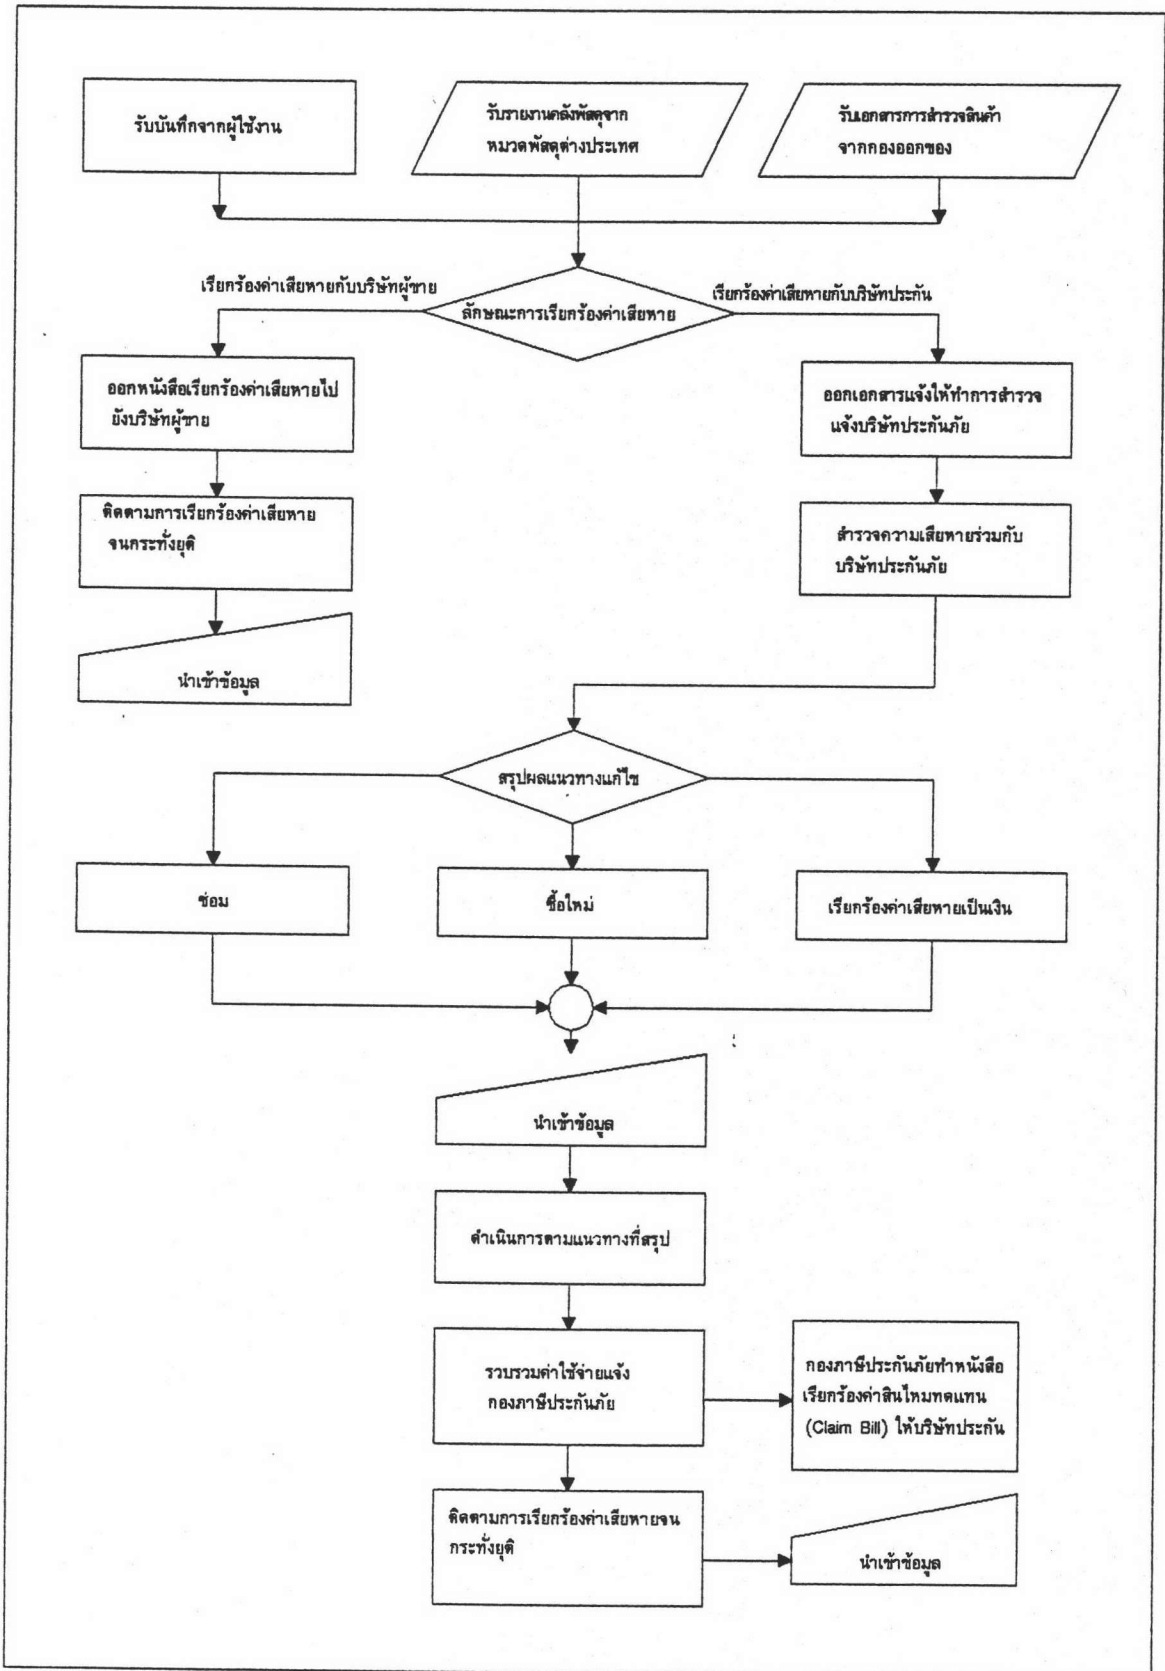 รับบันทึกจากผู้ใช้งาน
รับรายงานคลังพัสดุจาก
หมวดพัสดุต่างประเทศ
รับเอกสารการสำรวจสินค้า
จากกองออกของ
เรียกร้องค่าเสียหายกับบริษัทผู้ขาย
ลักษณะการเรียกร้องค่าเสียหาย
เรียกร้องค่าเสียหายกับบริษัทประกัน
ออกหนังสือเรียกร้องค่าเสียหายไป
ยังบริษัทผู้ขาย
ออกเอกสารแจ้งให้ทำการสำรวจ
แจ้งบริษัทประกันภัย
ติดตามการเรียกร้องค่าเสียหาย
จนกระทั่งยุติ
สำรวจความเสียหายร่วมกับ
บริษัทประกันภัย
นำเข้าข้อมูล
สรุปผลแนวทางแก้ไข
ซ่อม
ซื้อใหม่
เรียกร้องค่าเสียหายเป็นเงิน
นำเข้าข้อมูล
ดำเนินการตามแนวทางที่สรุป
รวบรวมค่าใช้จ่ายแจ้ง
กองภาษีประกันภัย
กองภาษีประกันภัยทำหนังสือ
เรียกร้องค่าสินไหมทดแทน
(Claim Bill) ให้บริษัทประกัน
ติดตามการเรียกร้องค่าเสียหายจน
กระทั่งยุติ
นำเข้าข้อมูล